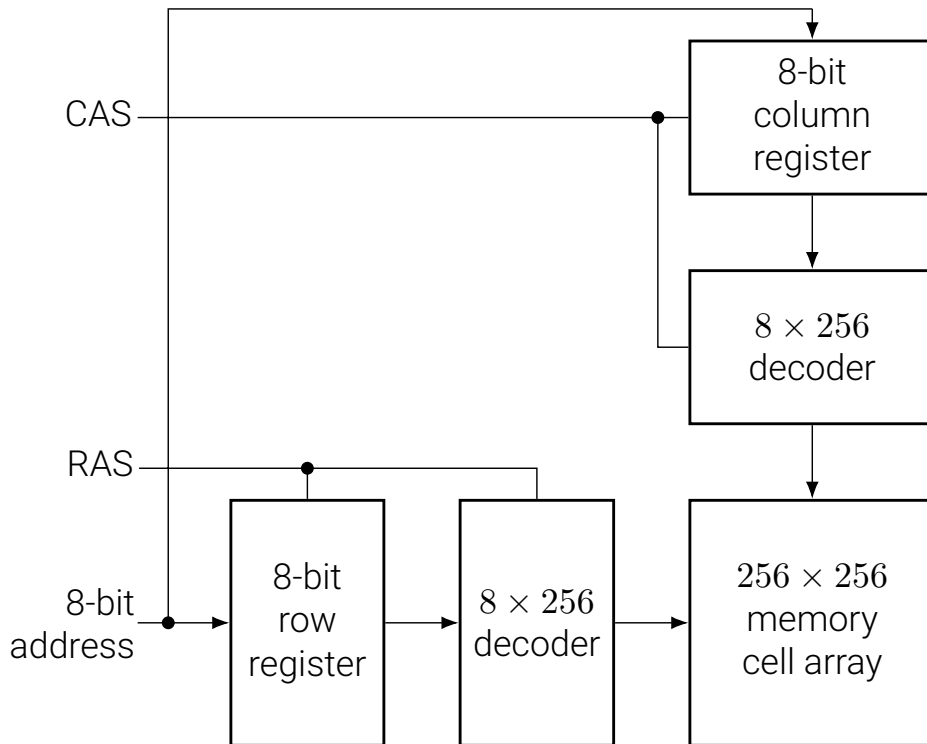 8-bit
column
register
CAS
8 × 256
decoder
RAS
8-bit
address
8-bit
row
register
8 × 256
decoder
256 × 256
memory
cell array